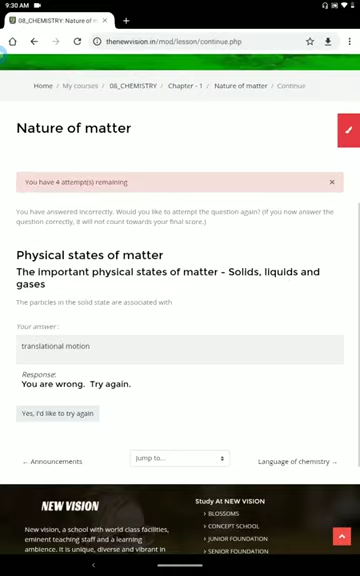 9:30 AM
08_CHEMISTRY: Nature of m
thenewvision.in/mod/lesson/continue.php
Home / My courses / 08_CHEMISTRY / Chapter - 1 / Nature of matter / Continue
Nature of matter
You have 4 attempt(s) remaining
You have answered incorrectly. Would you like to attempt the question again? (If you now answer the
question correctly, it will not count towards your final score.)
Physical states of matter
The important physical states of matter - Solids, liquids and
gases
The particles in the solid state are associated with
Your answer :
translational motion
Response:
You are wrong. Try again.
Yes, I'd like to try again
← Announcements
Jump to...
Language of chemistry →
NEW VISION
New vision, a school with world class facilities,
eminent teaching staff and a learning
ambience. It is unique, diverse and vibrant in
Study At NEW VISION
› BLOSSOMS
› CONCEPT SCHOOL
› JUNIOR FOUNDATION
› SENIOR FOUNDATION